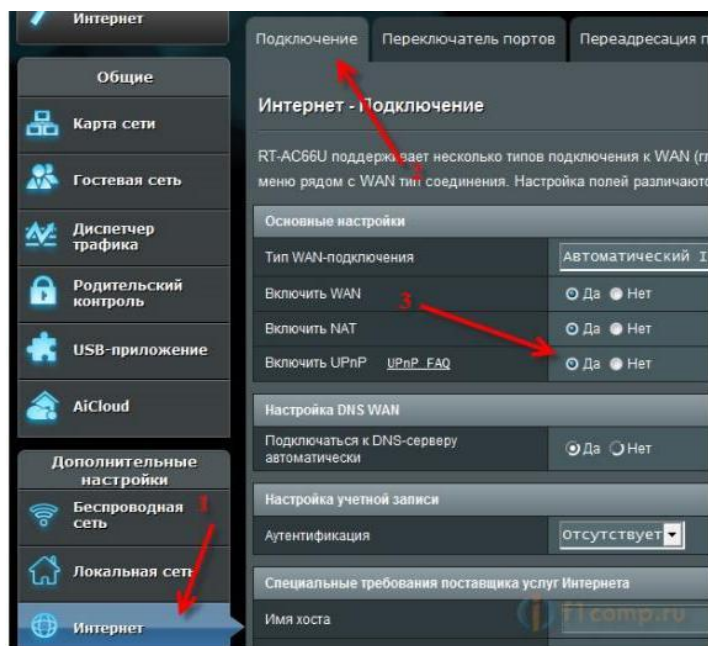 Интернет
Общие
Карта сети
Гостевая сеть
Диспетчер
трафика
Родительский
контроль
USB-приложение
AiCloud
Дополнительные
настройки
1
Беспроводная
сеть
Локальная сеть
Интернет
Подключение
Переключатель портов
Переадресация
Интернет - Подключение
RT-AC66U поддерживает несколько типов подключения к WAN
2
меню рядом с WAN тип соединения. Настройка полей различаютс
Основные настройки
Тип WAN-подключения
Автоматический I
Включить WAN
Да Нет
3
Включить NAT
Да Нет
Включить UPnP UPnP FAQ
Да Нет
Настройка DNS WAN
Подключаться к DNS-серверу
автоматически
Да Нет
Настройка учетной записи
Аутентификация
Отсутствует
Специальные требования поставщика услуг Интернета
Имя хоста
f1comp.ru